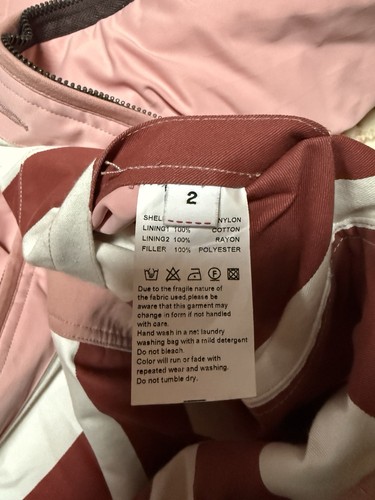 2
SHEL NYLON
LINING1 100% COTTON
LINING2 100% RAYON
FILLER 100% POLYESTER
F
Due to the fragile nature of
the fabric used,please be
aware that this garment may
change in form if not handled
with care.
Hand wash in a net laundry
washing bag with a mild detergent
Do not bleach.
Color will run or fade with
repeated wear and washing.
Do not tumble dry.